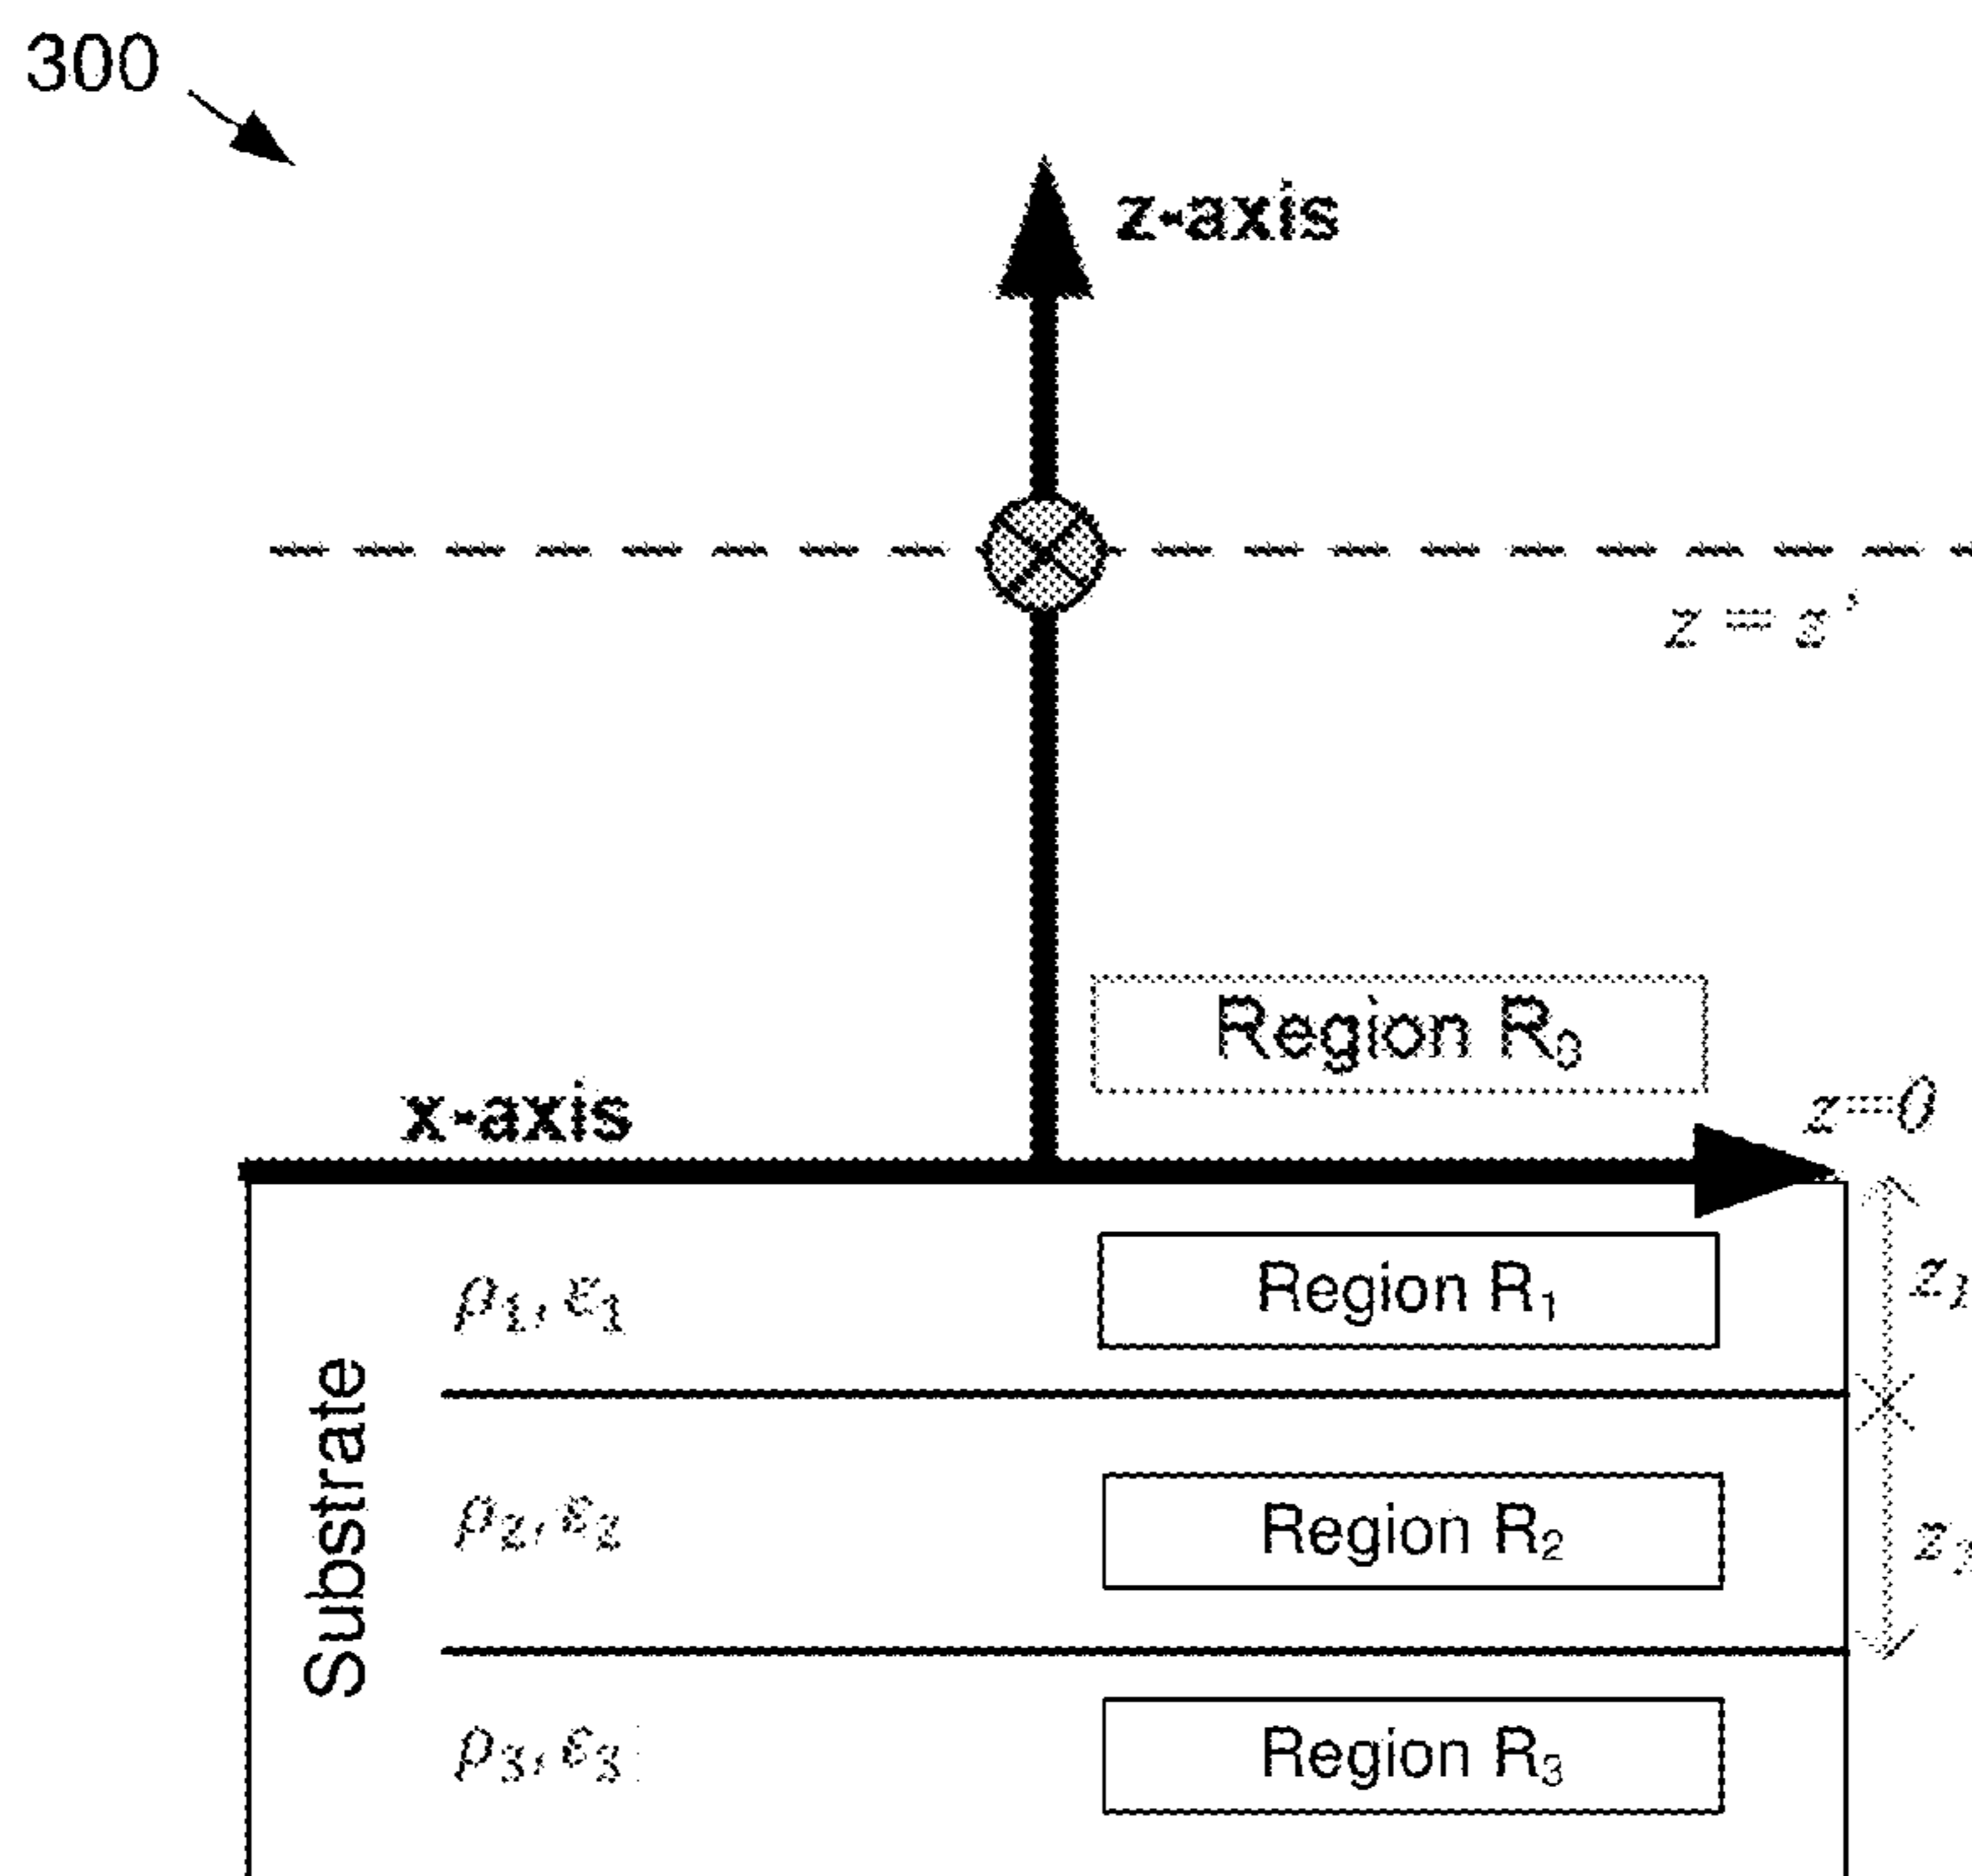 300
z-axis
z = z'
Region R₀
x-axis
z=0
ρ₁, ε₁
Region R₁
z₁
Substrate
ρ₂, ε₂
Region R₂
ρ₃, ε₃
Region R₃